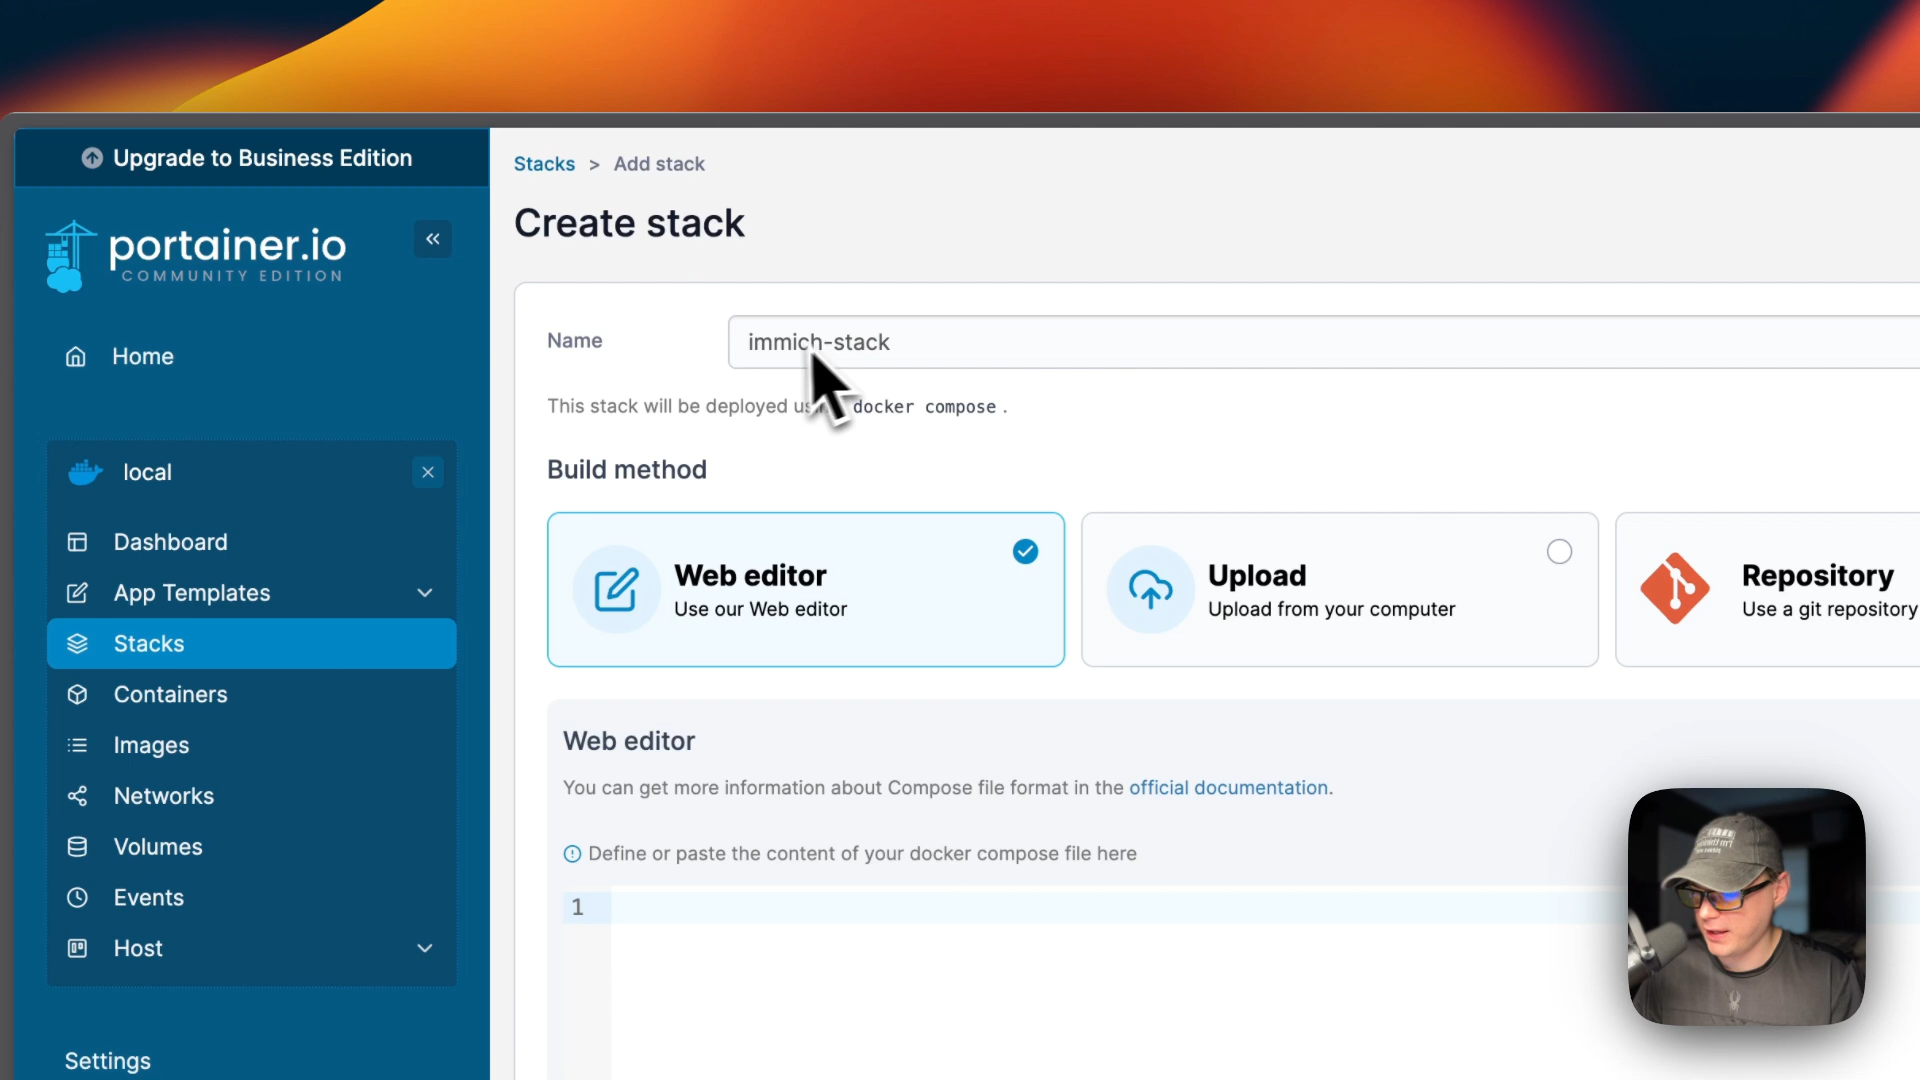 Upgrade to Business Edition
portainer.io
COMMUNITY EDITION
Home
local
Dashboard
App Templates
Stacks
Containers
Images
Networks
Volumes
Events
Host
Settings
Stacks > Add stack
Create stack
Name
immich-stack
This stack will be deployed docker compose .
Build method
Web editor
Use our Web editor
Upload
Upload from your computer
Repository
Use a git repository
Web editor
You can get more information about Compose file format in the official documentation.
Define or paste the content of your docker compose file here
1